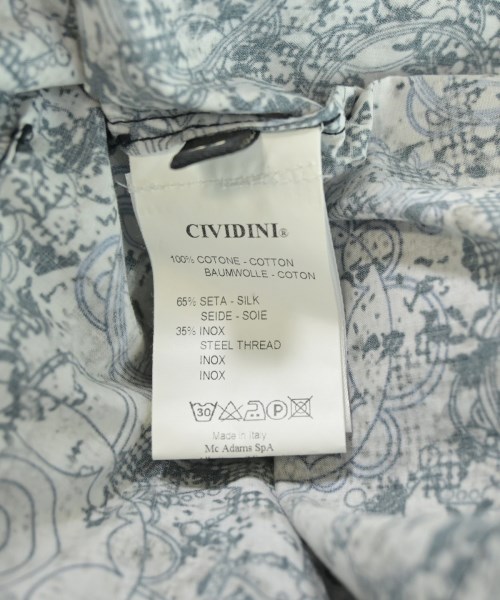 CIVIDINI®
100% COTONE - COTTON
BAUMWOLLE - COTON
65% SETA - SILK
SEIDE - SOIE
35% INOX
STEEL THREAD
INOX
INOX
30 P
Made in Italy
Mc Adams SpA